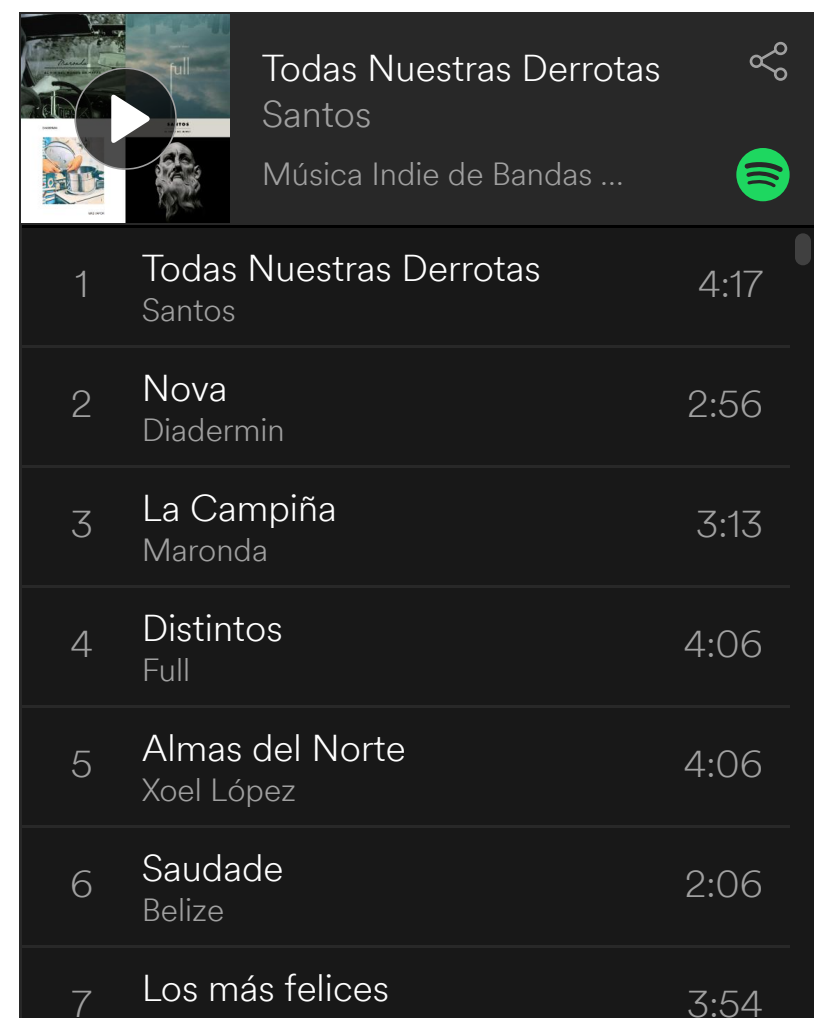 full
SANTOS
Todas Nuestras Derrotas
Santos
Música Indie de Bandas ...
1
Todas Nuestras Derrotas
Santos
4:17
2
Nova
Diadermin
2:56
3
La Campiña
Maronda
3:13
4
Distintos
Full
4:06
5
Almas del Norte
Xoel López
4:06
6
Saudade
Belize
2:06
7
Los más felices
3:54